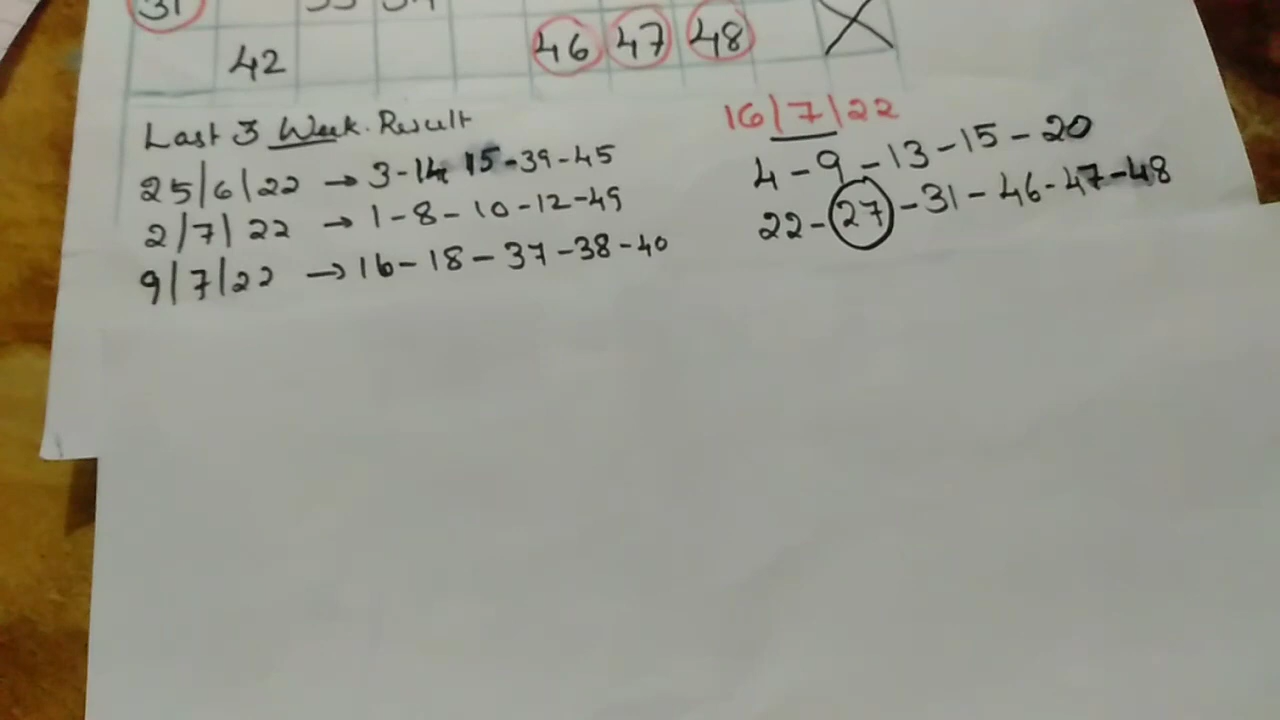 31
42 46 47 48
Last 3 Week. Result
25/6/22 → 3-14 15-39-45
2/7/22 → 1-8-10-12-49
9/7/22 → 16-18-37-38-40
16/7/22
4-9-13-15-20
22-27-31-46-47-48